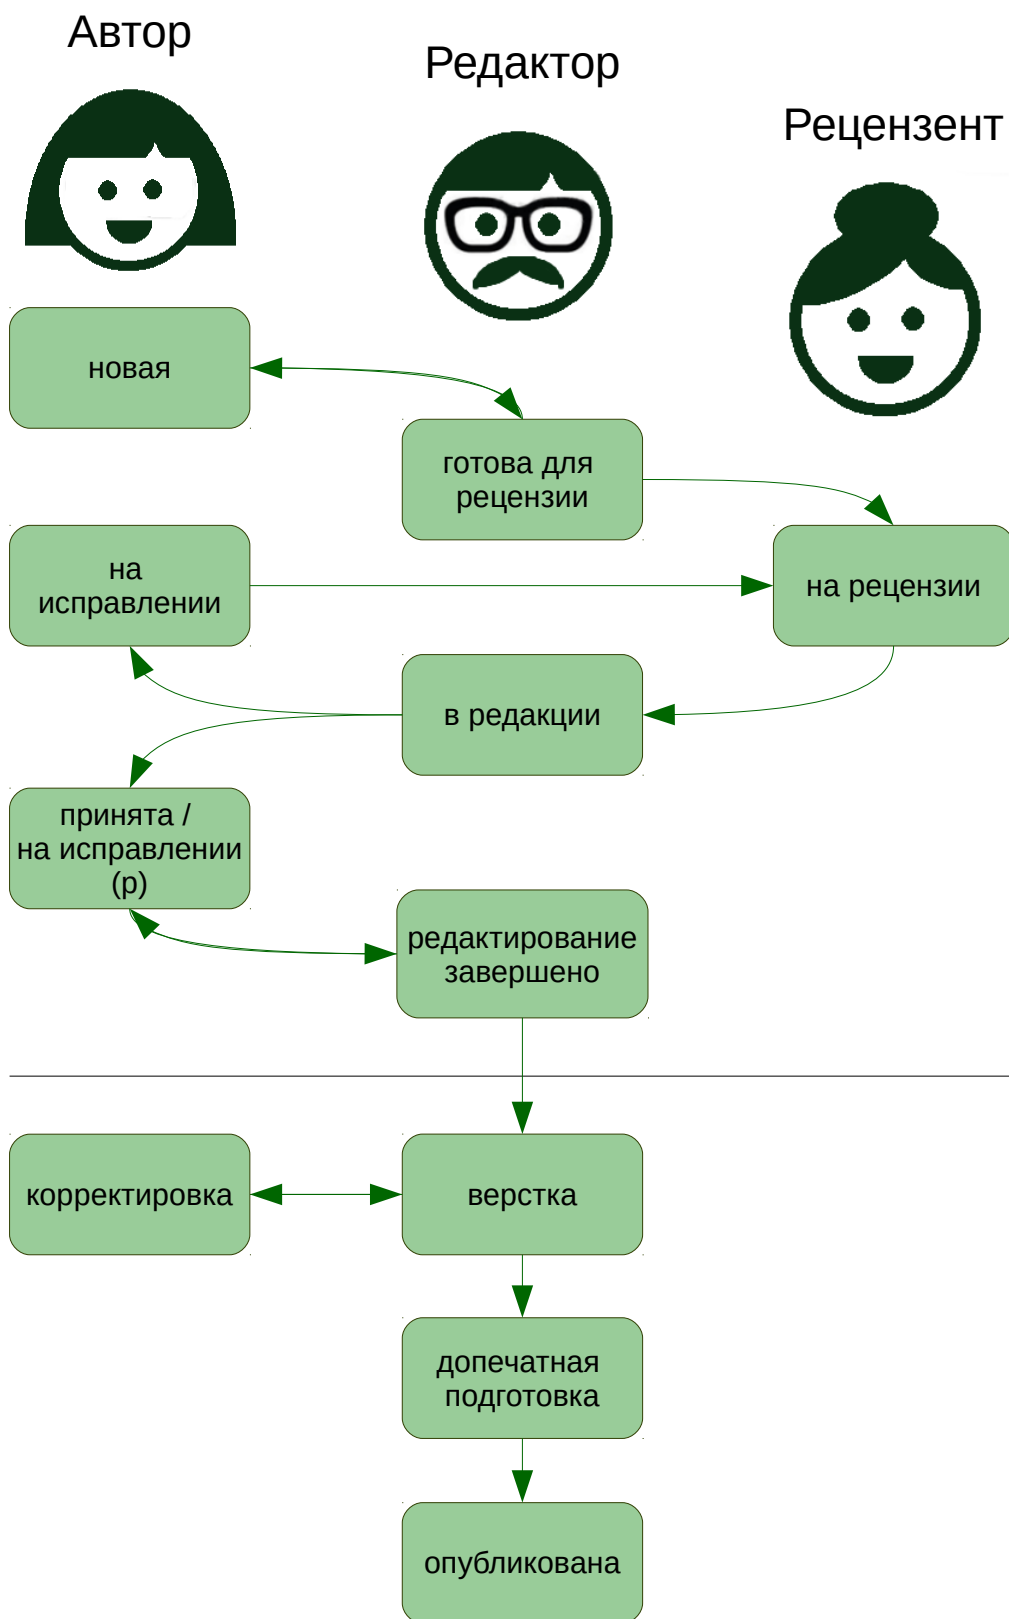 Автор
Редактор
Рецензент
новая
готова для
рецензии
на
исправлении
на рецензии
в редакции
принята /
на исправлении
(р)
редактирование
завершено
корректировка
верстка
допечатная
подготовка
опубликована